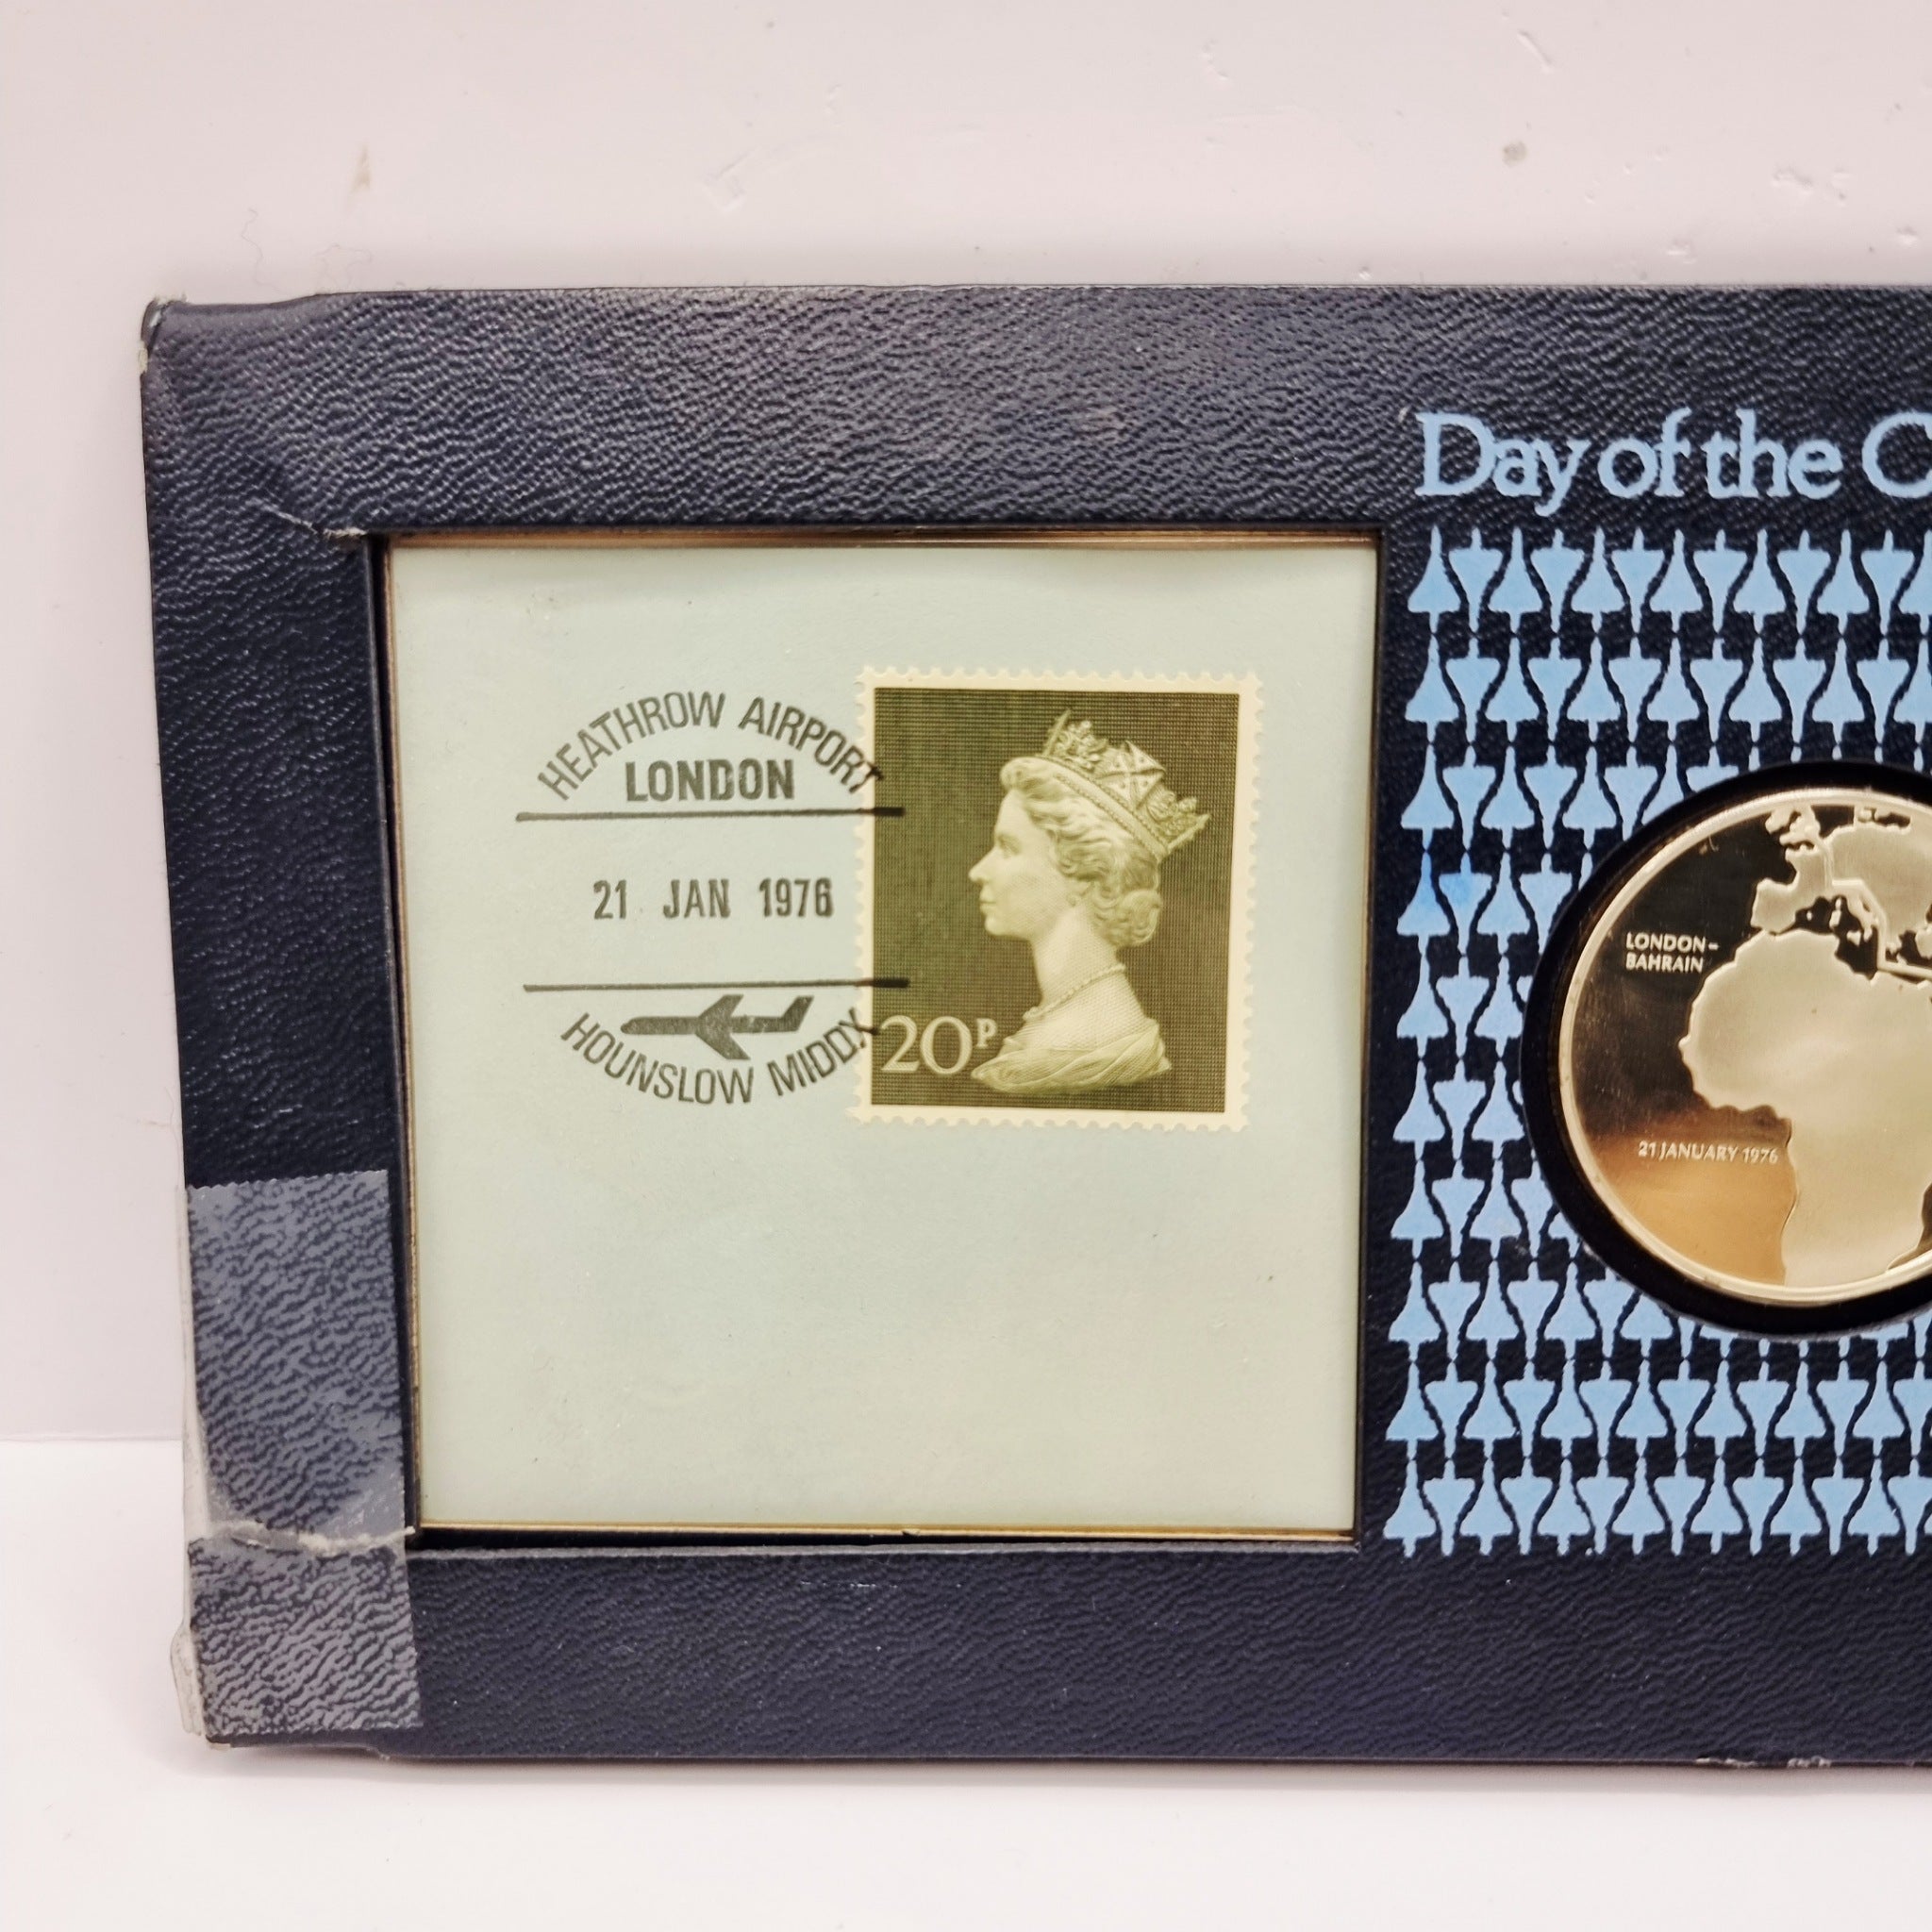 Day of the C
HEATHROW AIRPORT
LONDON
21 JAN 1976
HOUNSLOW MIDDX
20P
LONDON-
BAHRAIN
21 JANUARY 1976